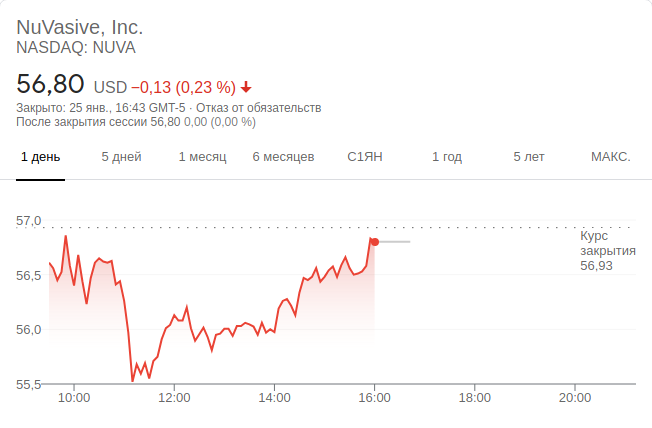 NuVasive, Inc.
NASDAQ: NUVA
56,80 USD −0,13 (0,23 %)
Закрыто: 25 янв., 16:43 GMT-5 · Отказ от обязательств
После закрытия сессии 56,80 0,00 (0,00 %)
1 день 5 дней 1 месяц 6 месяцев С1ЯН 1 год 5 лет МАКС.
57,0
Курс
закрытия
56,93
56,5
56,0
55,5
10:00 12:00 14:00 16:00 18:00 20:00